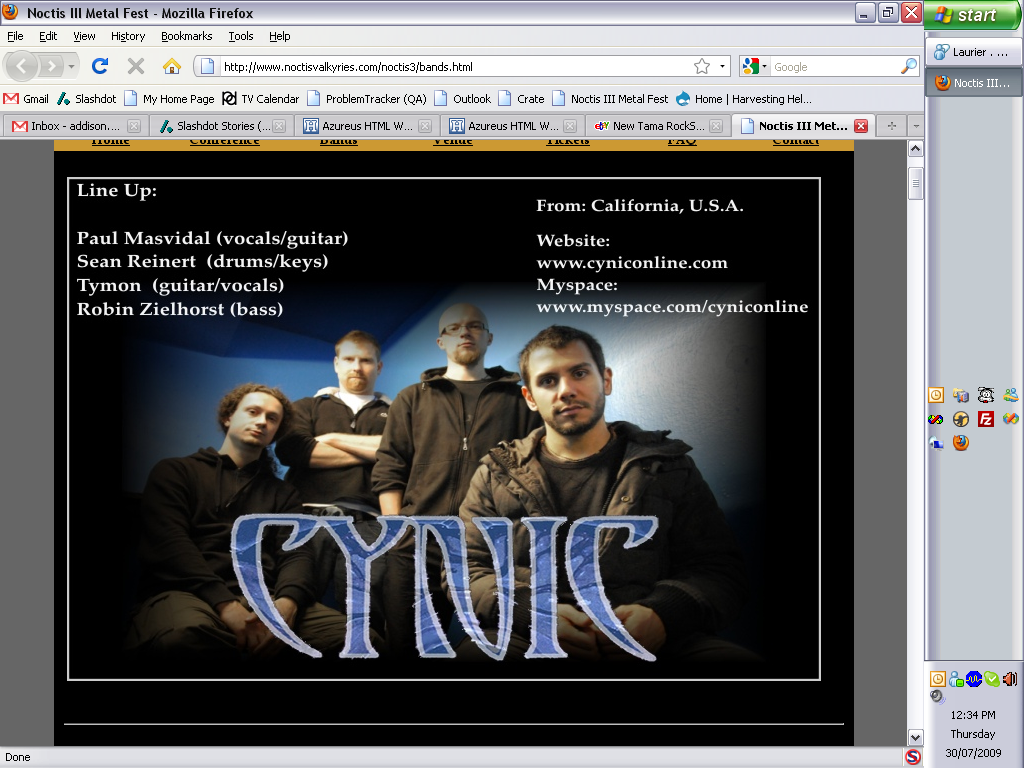 Noctis III Metal Fest - Mozilla Firefox
start
File Edit View History Bookmarks Tools Help
Laurier . ...
http://www.noctisvalkyries.com/noctis3/bands.html
Google
Noctis III...
Gmail Slashdot My Home Page TV Calendar ProblemTracker (QA) Outlook Crate Noctis III Metal Fest Home | Harvesting Hel...
Inbox - addison.... Slashdot Stories (... Azureus HTML W... Azureus HTML W... New Tama RockS... Noctis III Met...
Home Conference Bands Venue Tickets FAQ Contact
Line Up:
Paul Masvidal (vocals/guitar)
Sean Reinert (drums/keys)
Tymon (guitar/vocals)
Robin Zielhorst (bass)
From: California, U.S.A.
Website:
www.cyniconline.com
Myspace:
www.myspace.com/cyniconline
CYNIC
Done
12:34 PM
Thursday
30/07/2009